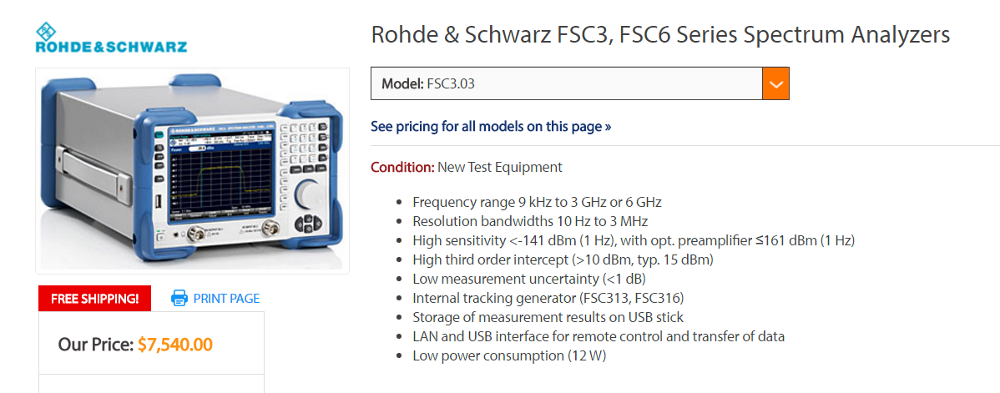 ROHDE & SCHWARZ
Rohde & Schwarz FSC3, FSC6 Series Spectrum Analyzers
Model: FSC3.03
See pricing for all models on this page »
Condition: New Test Equipment
Frequency range 9 kHz to 3 GHz or 6 GHz
Resolution bandwidths 10 Hz to 3 MHz
High sensitivity <-141 dBm (1 Hz), with opt. preamplifier ≤161 dBm (1 Hz)
High third order intercept (>10 dBm, typ. 15 dBm)
Low measurement uncertainty (<1 dB)
Internal tracking generator (FSC313, FSC316)
Storage of measurement results on USB stick
LAN and USB interface for remote control and transfer of data
Low power consumption (12 W)
ROHDE & SCHWARZ
Power
FREE SHIPPING!
PRINT PAGE
Our Price: $7,540.00